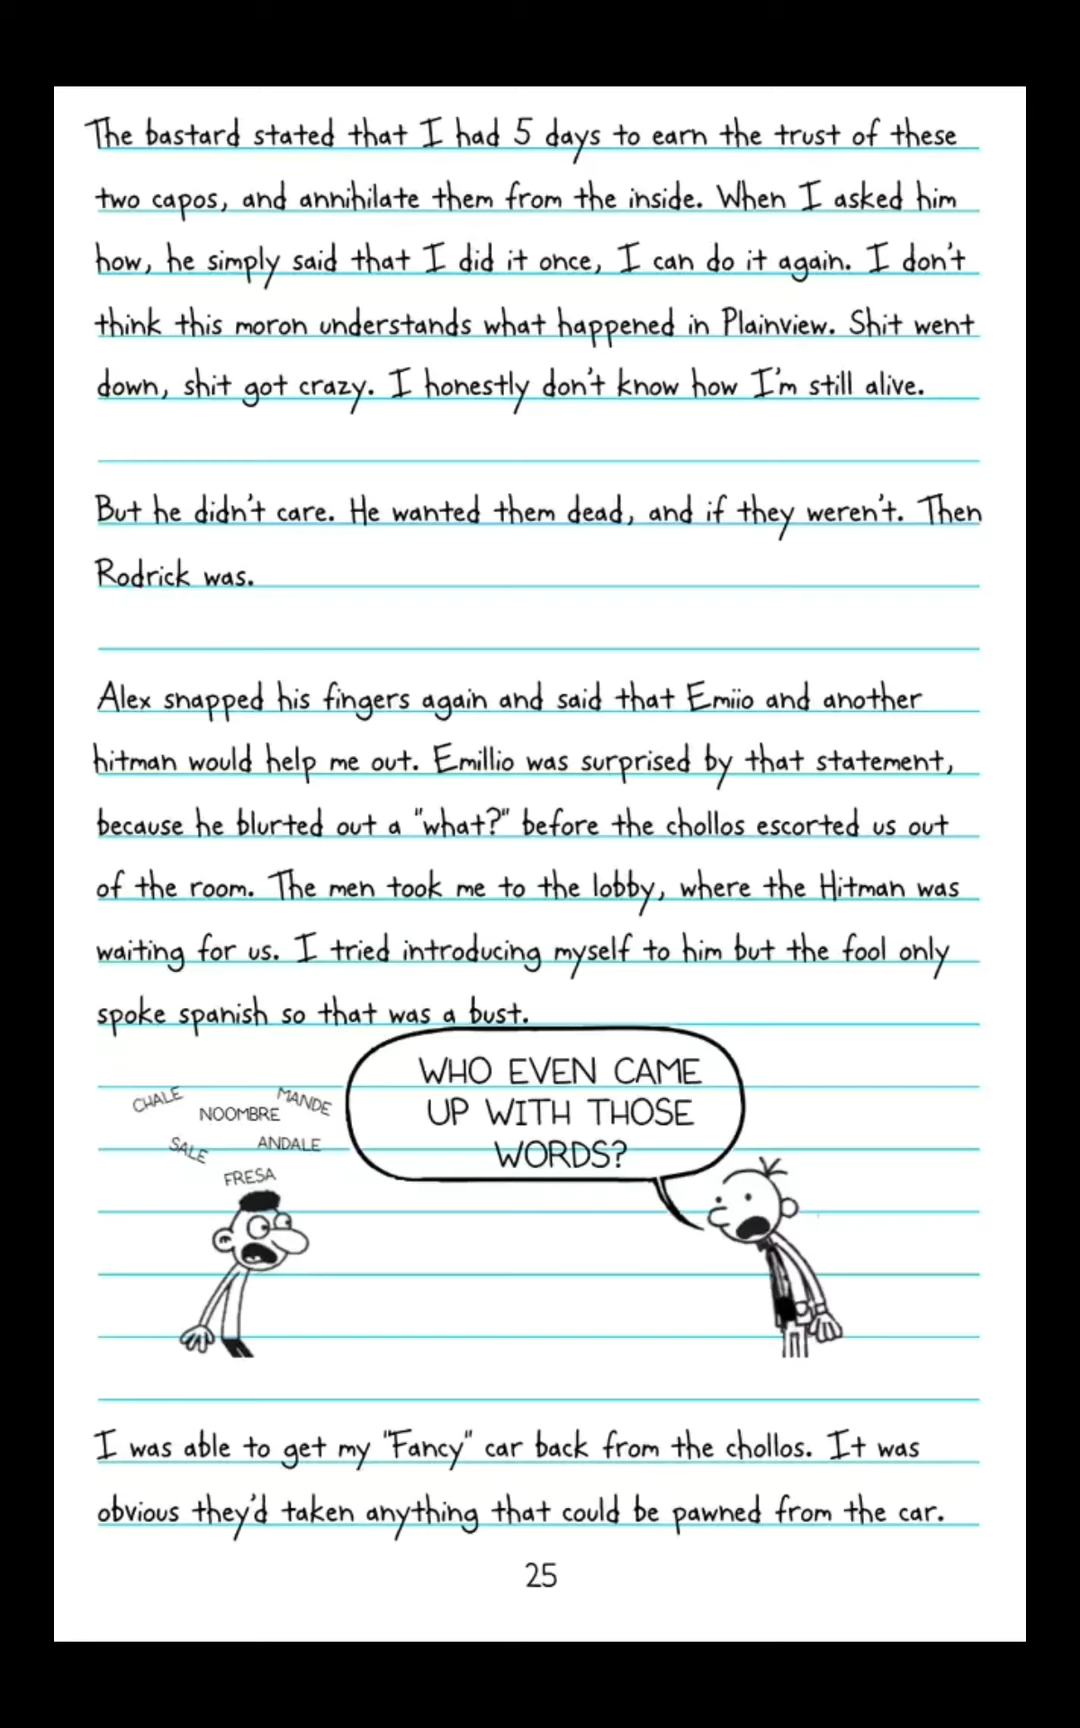 The bastard stated that I had 5 days to earn the trust of these
two capos, and annihilate them from the inside. When I asked him
how, he simply said that I did it once, I can do it again. I don't
think this moron understands what happened in Plainview. Shit went
down, shit got crazy. I honestly don't know how I'm still alive.
But he didn't care. He wanted them dead, and if they weren't. Then
Rodrick was.
Alex snapped his fingers again and said that Emiio and another
hitman would help me out. Emillio was surprised by that statement,
because he blurted out a "what?" before the chollos escorted us out
of the room. The men took me to the lobby, where the Hitman was
waiting for us. I tried introducing myself to him but the fool only
spoke spanish so that was a bust.
CHALE
NOOMBRE
MANDE
SALE
ANDALE
FRESA
WHO EVEN CAME
UP WITH THOSE
WORDS?
I was able to get my "Fancy" car back from the chollos. It was
obvious they'd taken anything that could be pawned from the car.
25